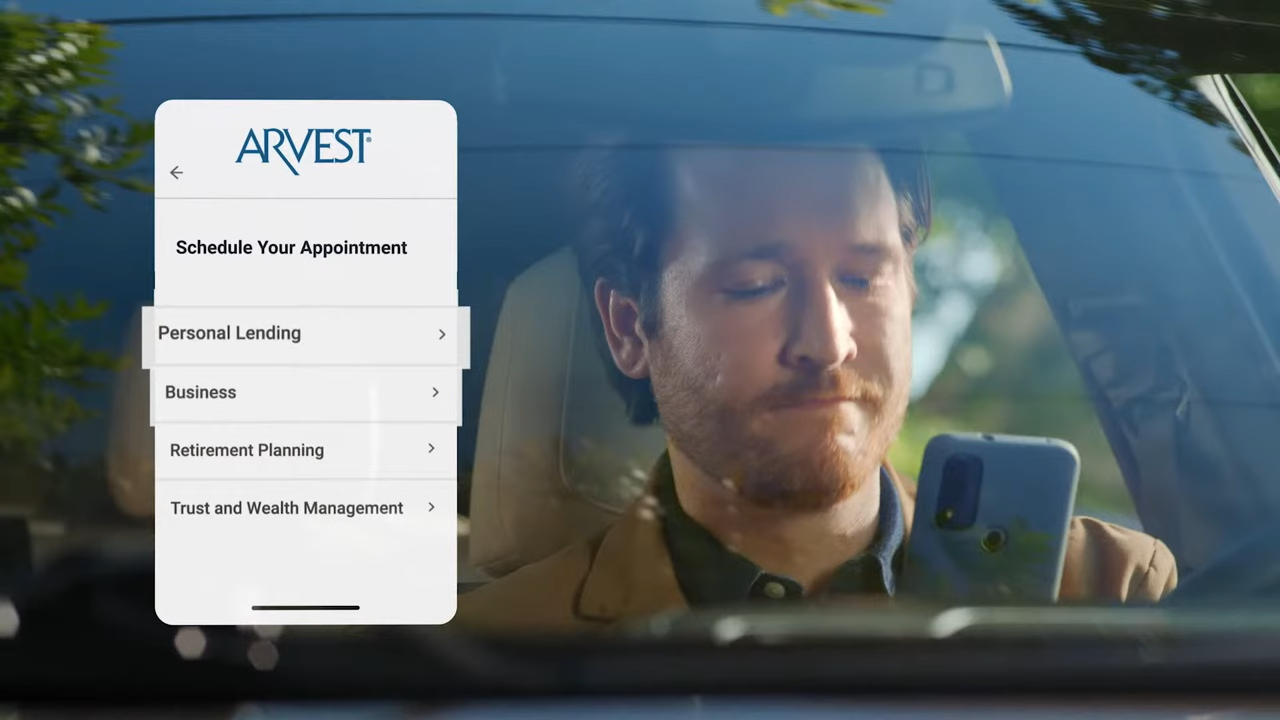 ARVEST®
Schedule Your Appointment
Personal Lending
Business
Retirement Planning
Trust and Wealth Management